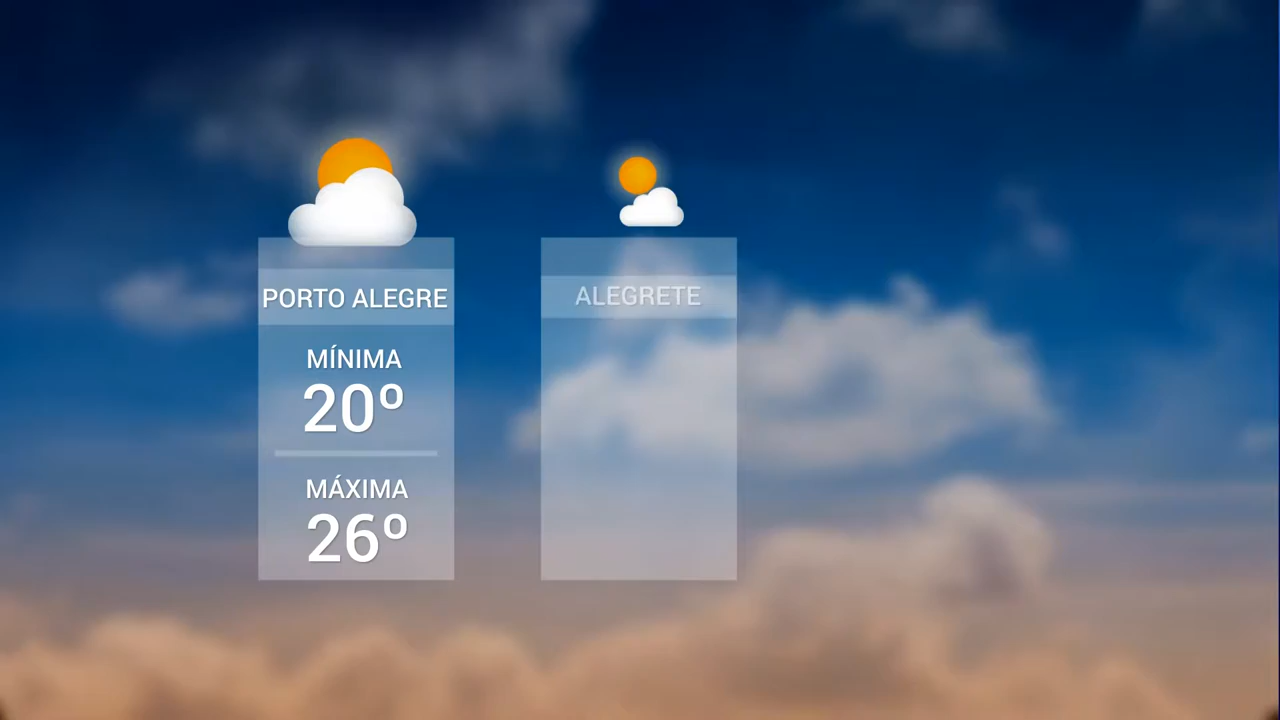 PORTO ALEGRE
MÍNIMA
20º
MÁXIMA
26º
ALEGRETE